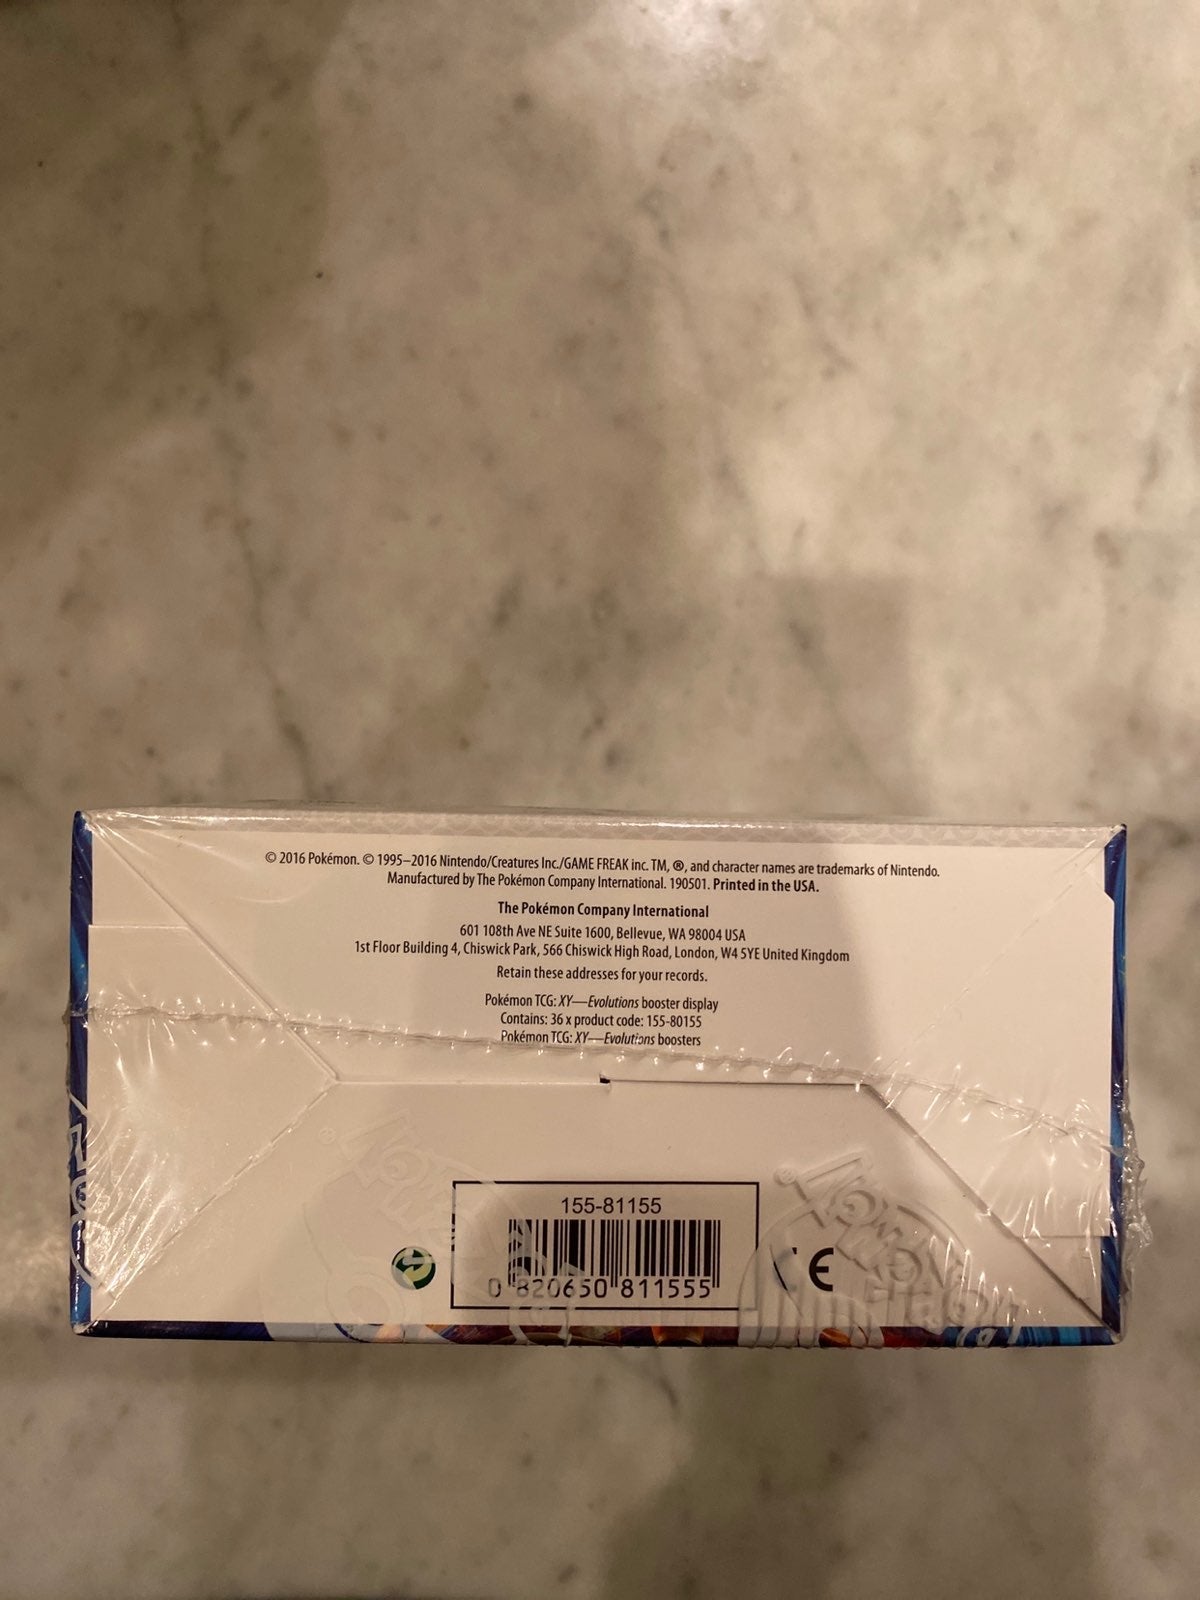 © 2016 Pokémon. © 1995–2016 Nintendo/Creatures Inc./GAME FREAK inc. TM, ®, and character names are trademarks of Nintendo.
Manufactured by The Pokémon Company International. 190501. Printed in the USA.
The Pokémon Company International
601 108th Ave NE Suite 1600, Bellevue, WA 98004 USA
1st Floor Building 4, Chiswick Park, 566 Chiswick High Road, London, W4 5YE United Kingdom
Retain these addresses for your records.
Pokémon TCG: XY—Evolutions booster display
Contains: 36 x product code: 155-80155
Pokémon TCG: XY—Evolutions boosters
155-81155
0 820650 811555
CE